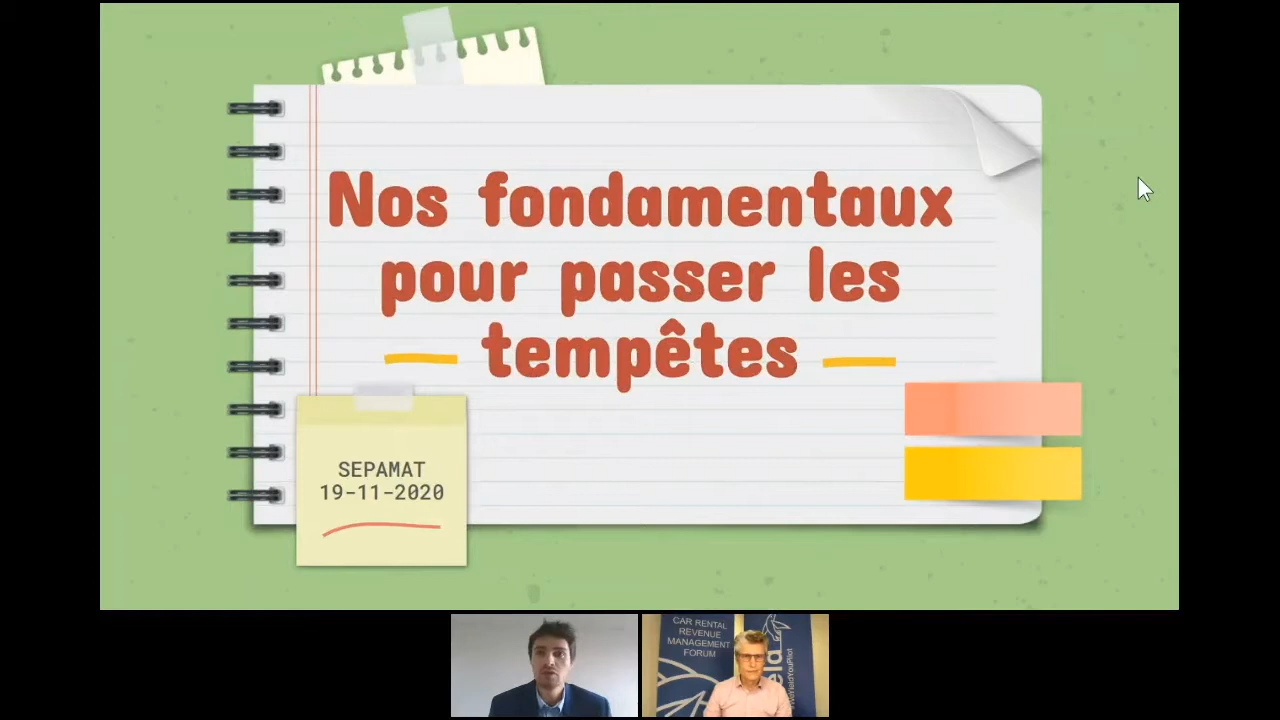 Nos fondamentaux
pour passer les
tempêtes
SEPAMAT
19-11-2020
CAR RENTAL
REVENUE
MANAGEMENT
FORUM